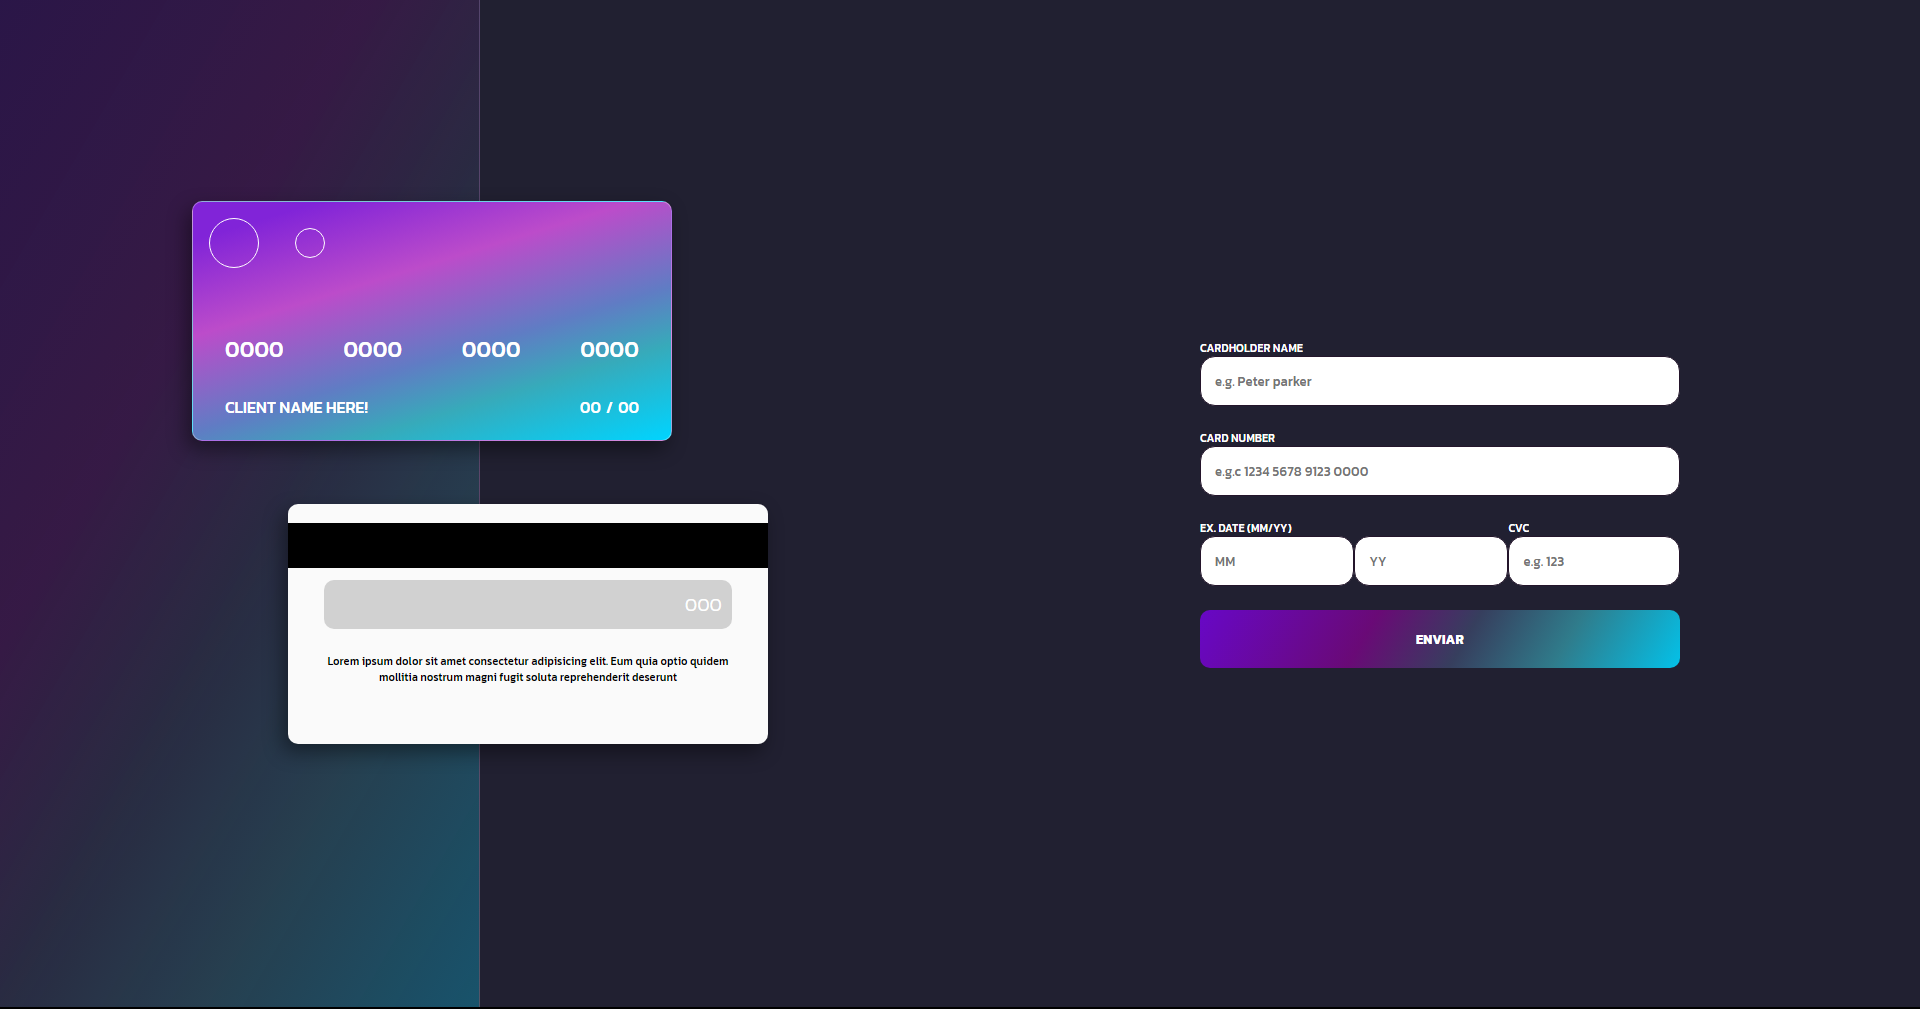 0000 0000 0000 0000
CLIENT NAME HERE! 00 / 00
000
Lorem ipsum dolor sit amet consectetur adipisicing elit. Eum quia optio quidem
mollitia nostrum magni fugit soluta reprehenderit deserunt
CARDHOLDER NAME
e.g. Peter parker
CARD NUMBER
e.g.c 1234 5678 9123 0000
EX. DATE (MM/YY) CVC
MM YY e.g. 123
ENVIAR